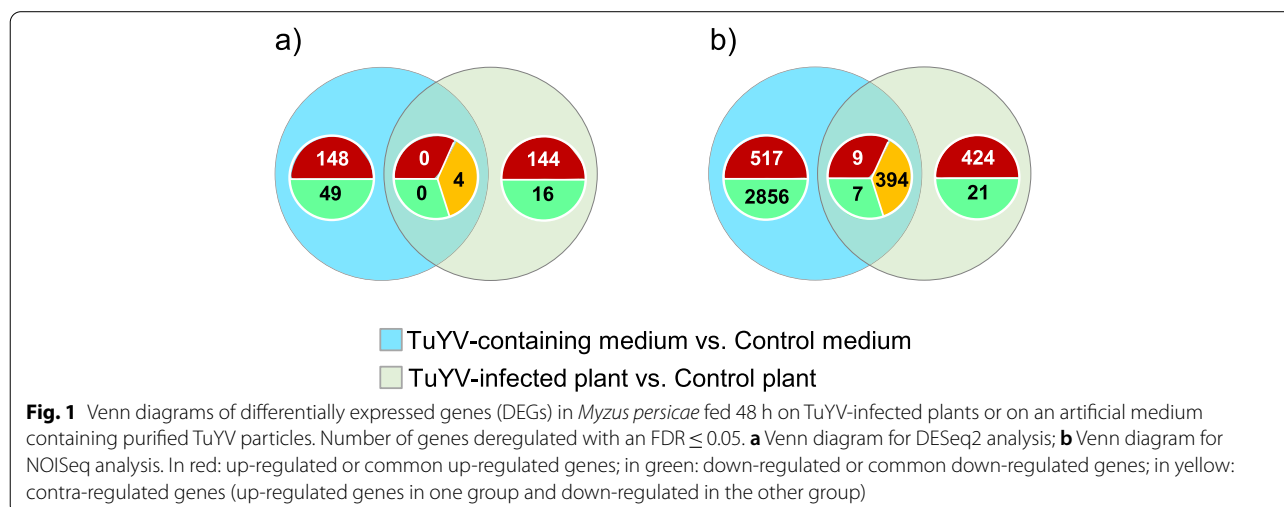 a)
b)
148
49
0
0
4
144
16
517
2856
9
7
394
424
21
TuYV-containing medium vs. Control medium
TuYV-infected plant vs. Control plant
Fig. 1 Venn diagrams of differentially expressed genes (DEGs) in Myzus persicae fed 48 h on TuYV-infected plants or on an artificial medium
containing purified TuYV particles. Number of genes deregulated with an FDR ≤ 0.05. a Venn diagram for DESeq2 analysis; b Venn diagram for
NOISeq analysis. In red: up-regulated or common up-regulated genes; in green: down-regulated or common down-regulated genes; in yellow:
contra-regulated genes (up-regulated genes in one group and down-regulated in the other group)